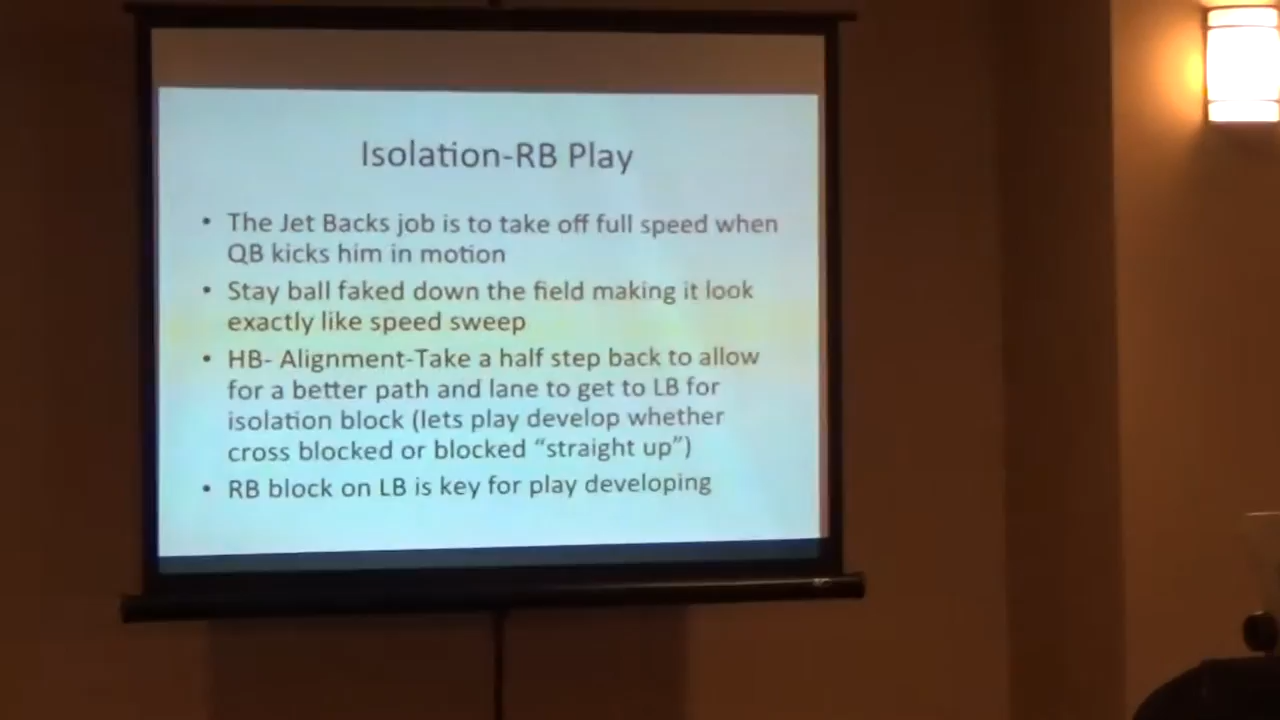 Isolation-RB Play
• The Jet Backs job is to take off full speed when
QB kicks him in motion
• Stay ball faked down the field making it look
exactly like speed sweep
• HB- Alignment-Take a half step back to allow
for a better path and lane to get to LB for
isolation block (lets play develop whether
cross blocked or blocked “straight up”)
• RB block on LB is key for play developing